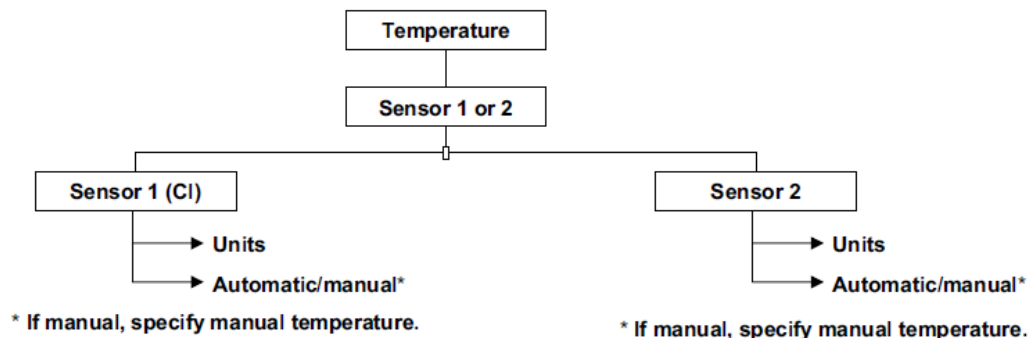 Temperature
Sensor 1 or 2
Sensor 1 (Cl)
Sensor 2
Units
Units
Automatic/manual*
Automatic/manual*
* If manual, specify manual temperature.
* If manual, specify manual temperature.